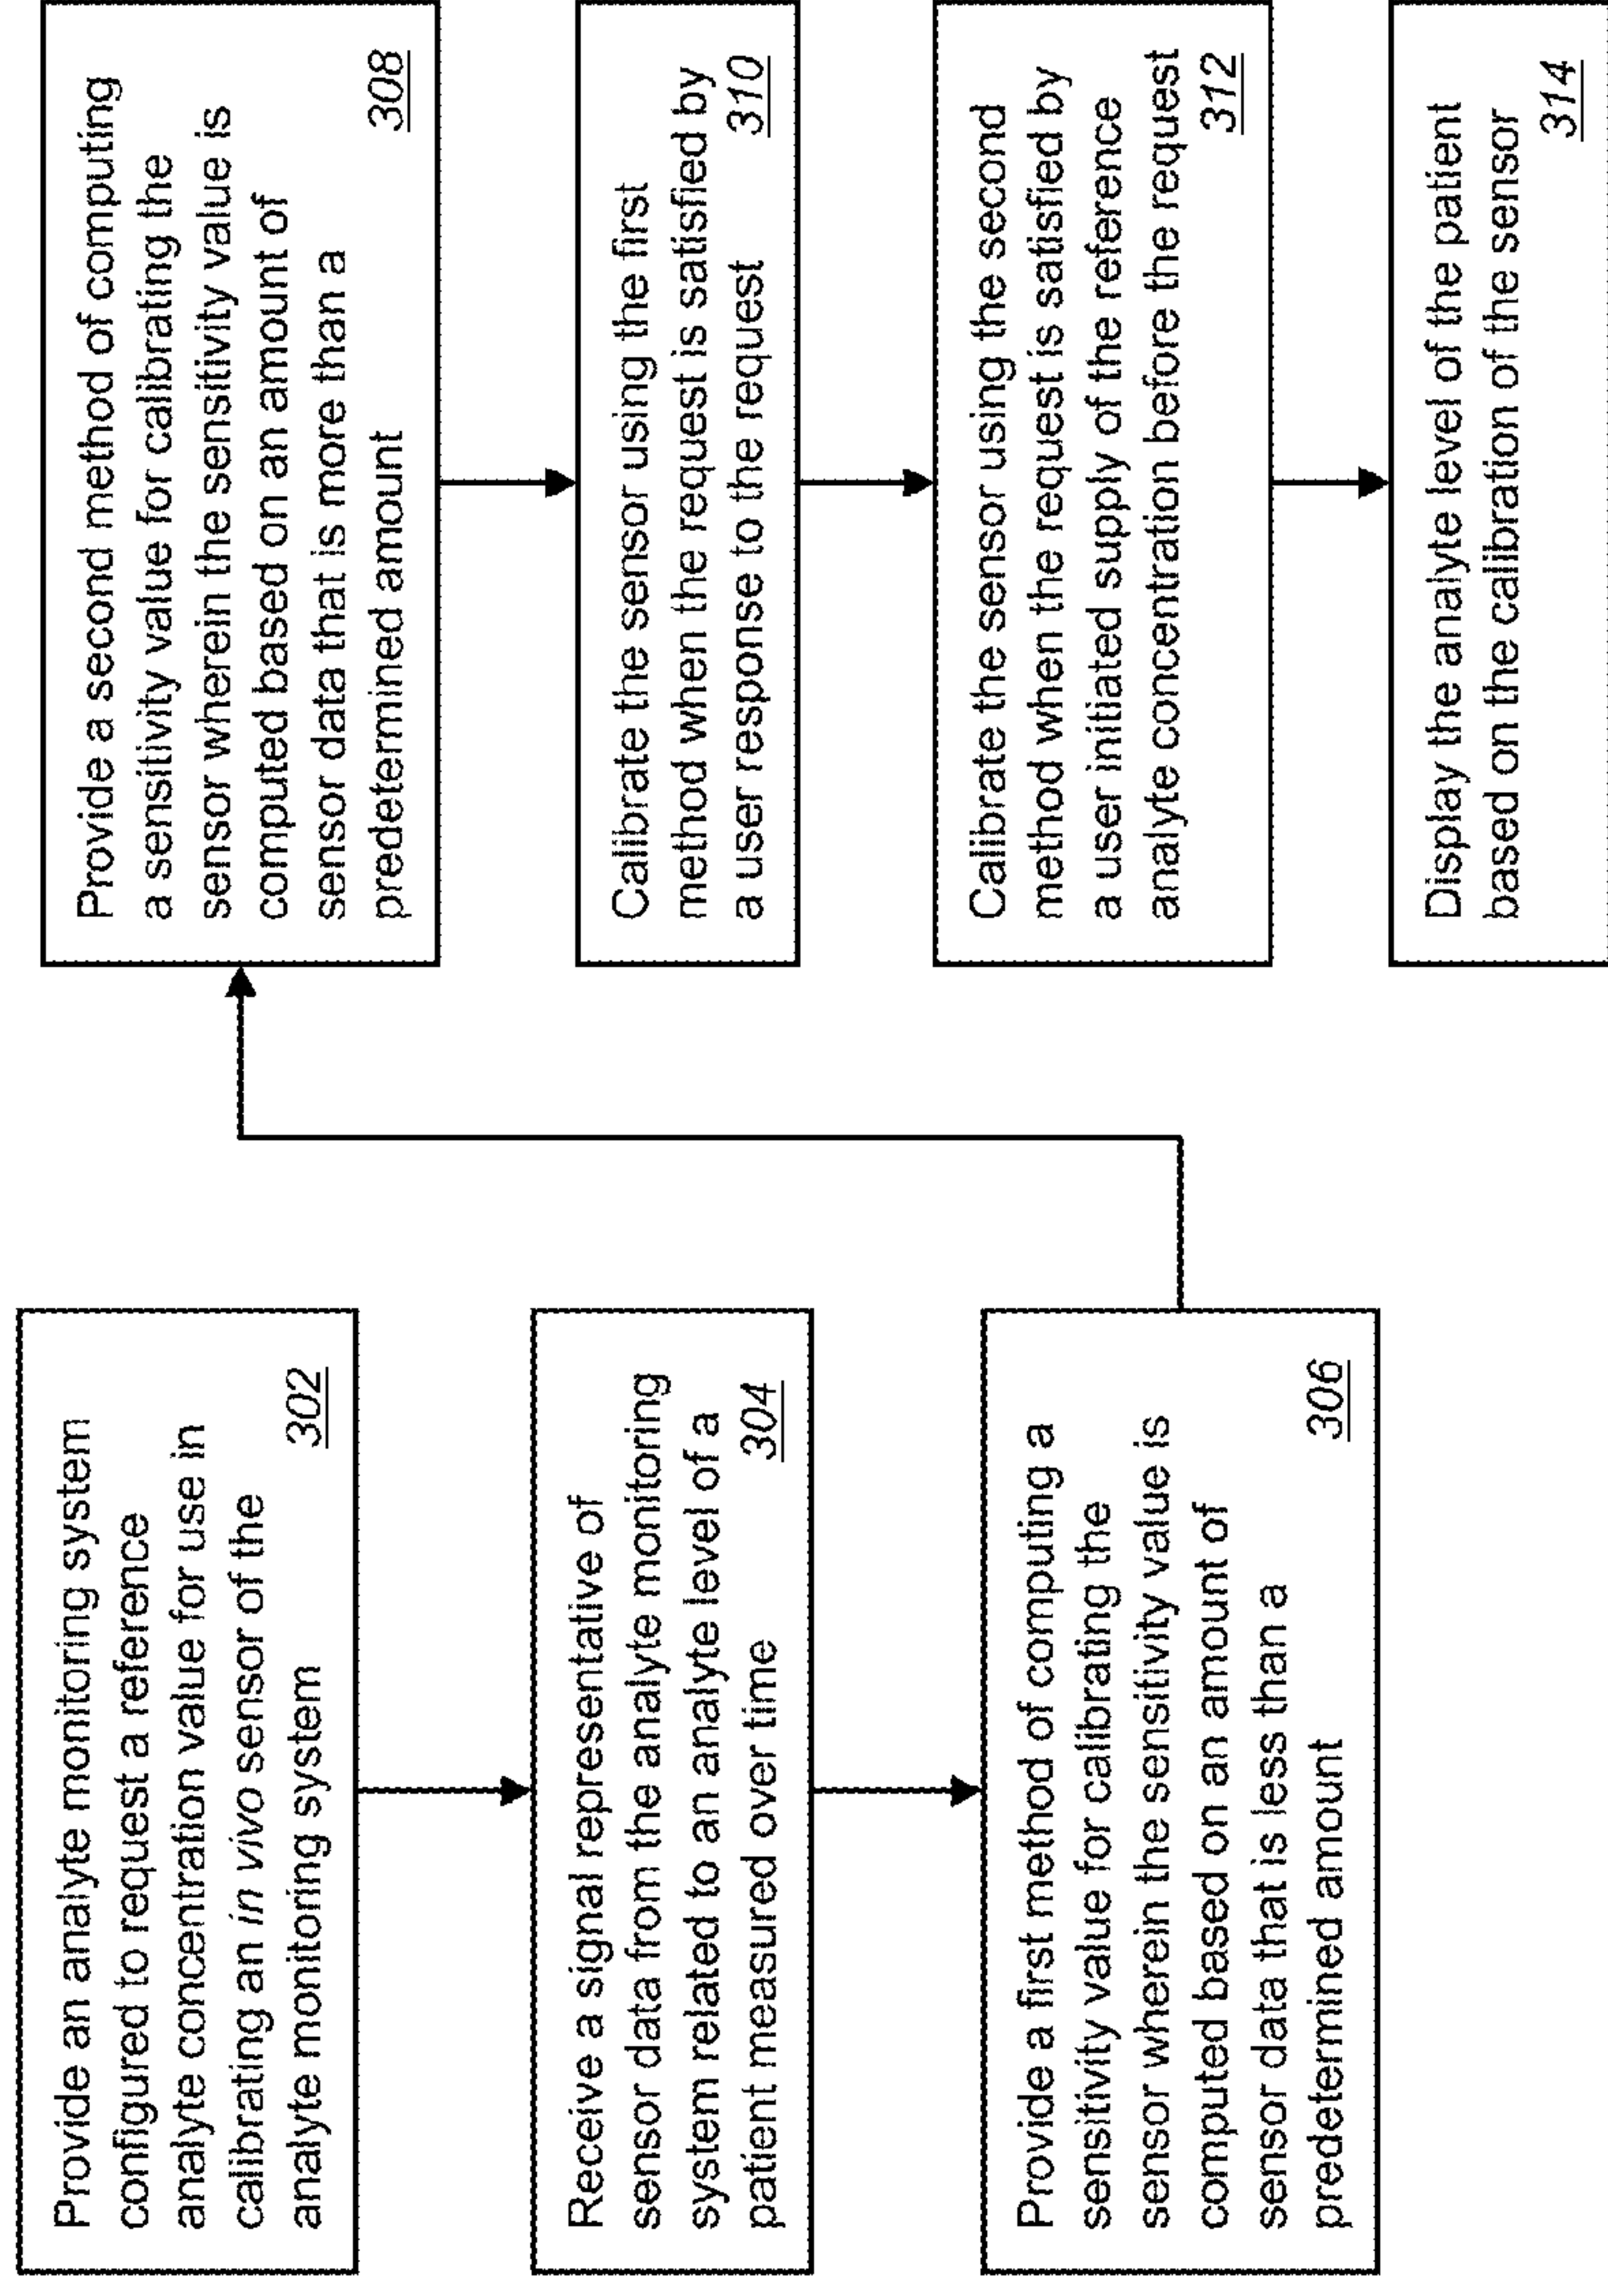 Provide an analyte monitoring system
configured to request a reference
analyte concentration value for use in
calibrating an in vivo sensor of the
analyte monitoring system
302
Receive a signal representative of
sensor data from the analyte monitoring
system related to an analyte level of a
patient measured over time
304
Provide a first method of computing a
sensitivity value for calibrating the
sensor wherein the sensitivity value is
computed based on an amount of
sensor data that is less than a
predetermined amount
306
Provide a second method of computing
a sensitivity value for calibrating the
sensor wherein the sensitivity value is
computed based on an amount of
sensor data that is more than a
predetermined amount
308
Calibrate the sensor using the first
method when the request is satisfied by
a user response to the request
310
Calibrate the sensor using the second
method when the request is satisfied by
a user initiated supply of the reference
analyte concentration before the request
312
Display the analyte level of the patient
based on the calibration of the sensor
314